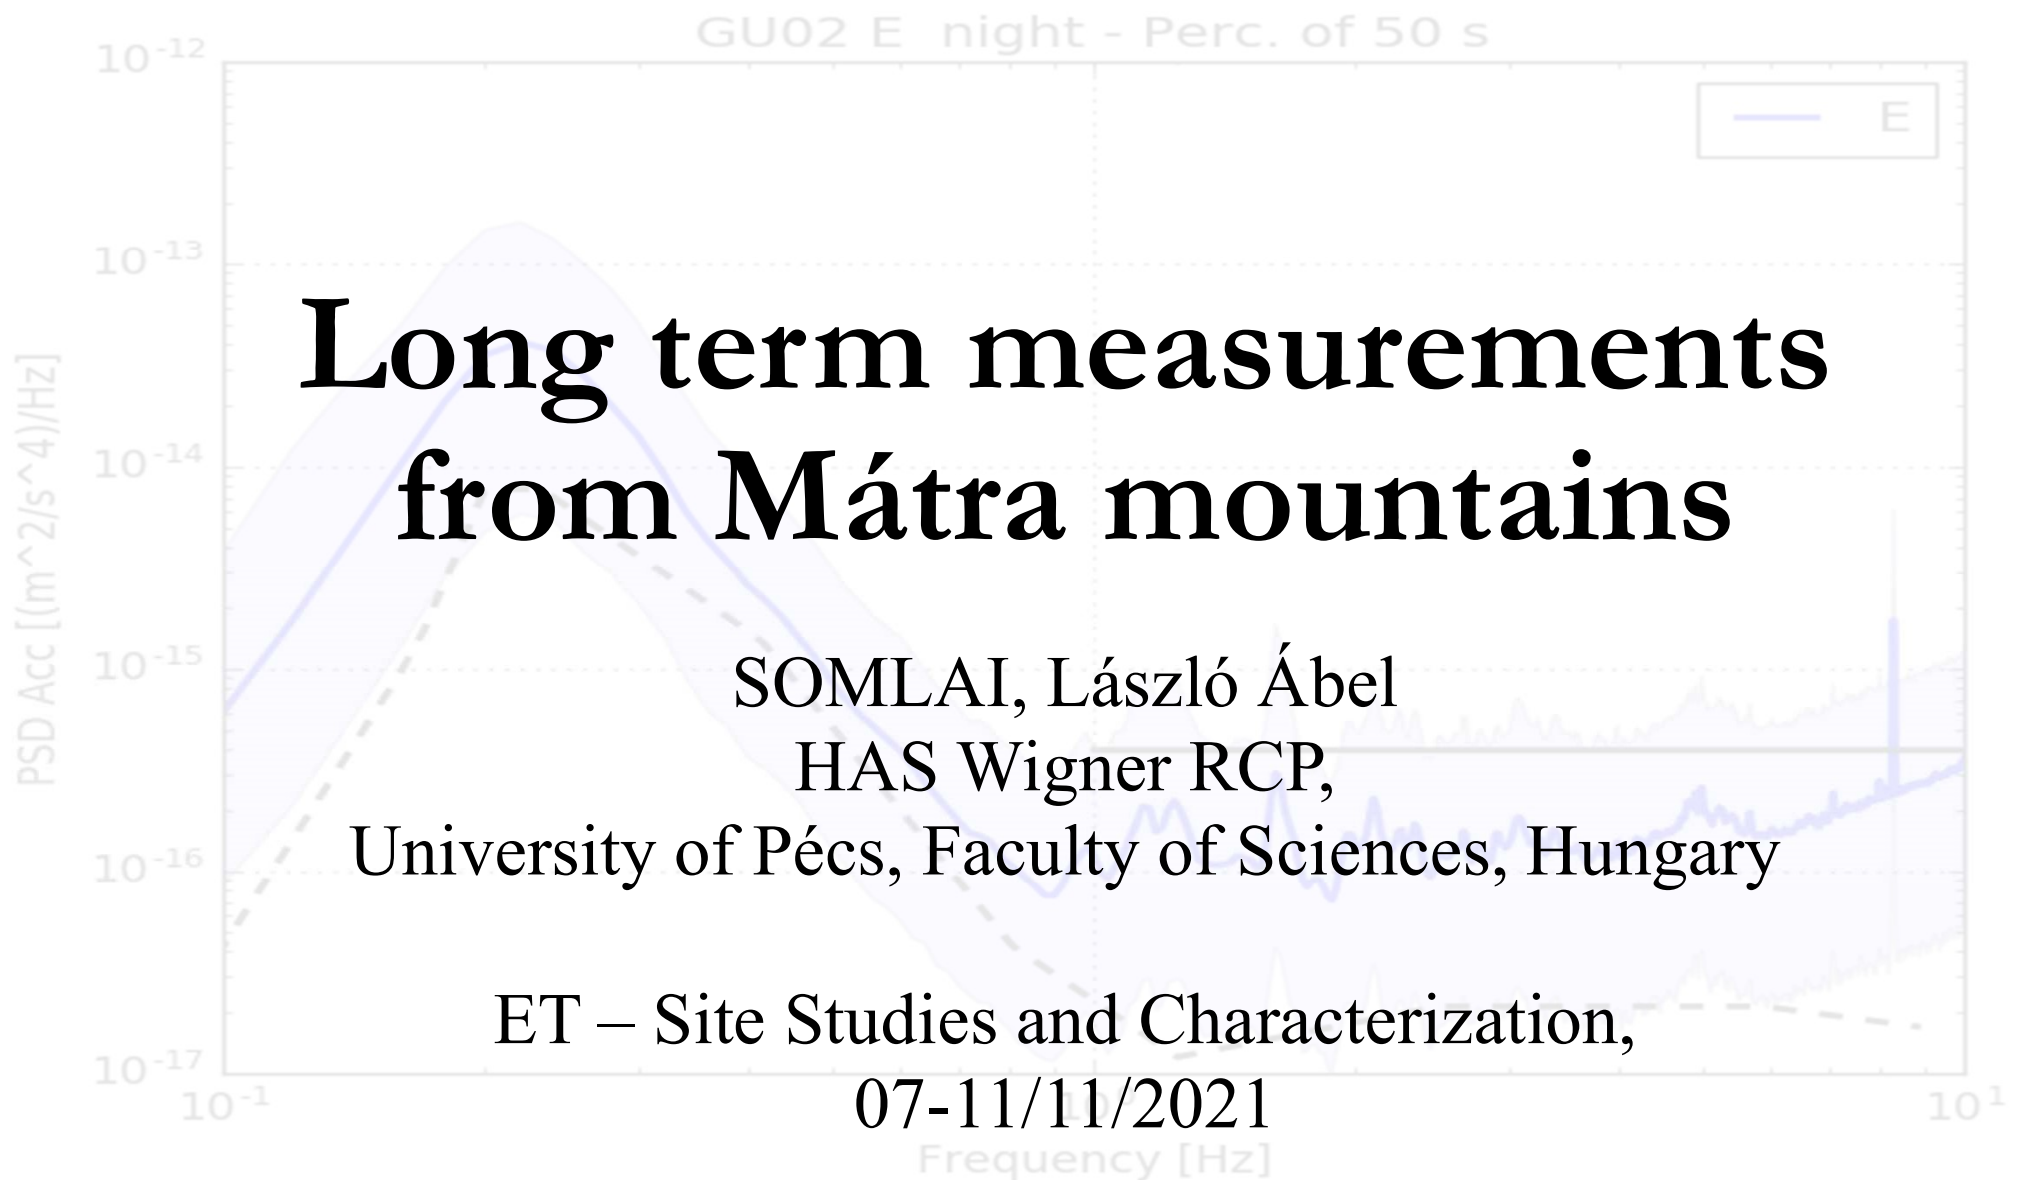 GU02 E night - Perc. of 50 s
10-12
E
10-13
Long term measurements
PSD Acc [(m^2/s^4)/Hz]
10-14
from Mátra mountains
10-15
SOMLAI, László Ábel
HAS Wigner RCP,
University of Pécs, Faculty of Sciences, Hungary
10-16
ET – Site Studies and Characterization,
10-17
07-11/11/2021
10-1
100
101
Frequency [Hz]